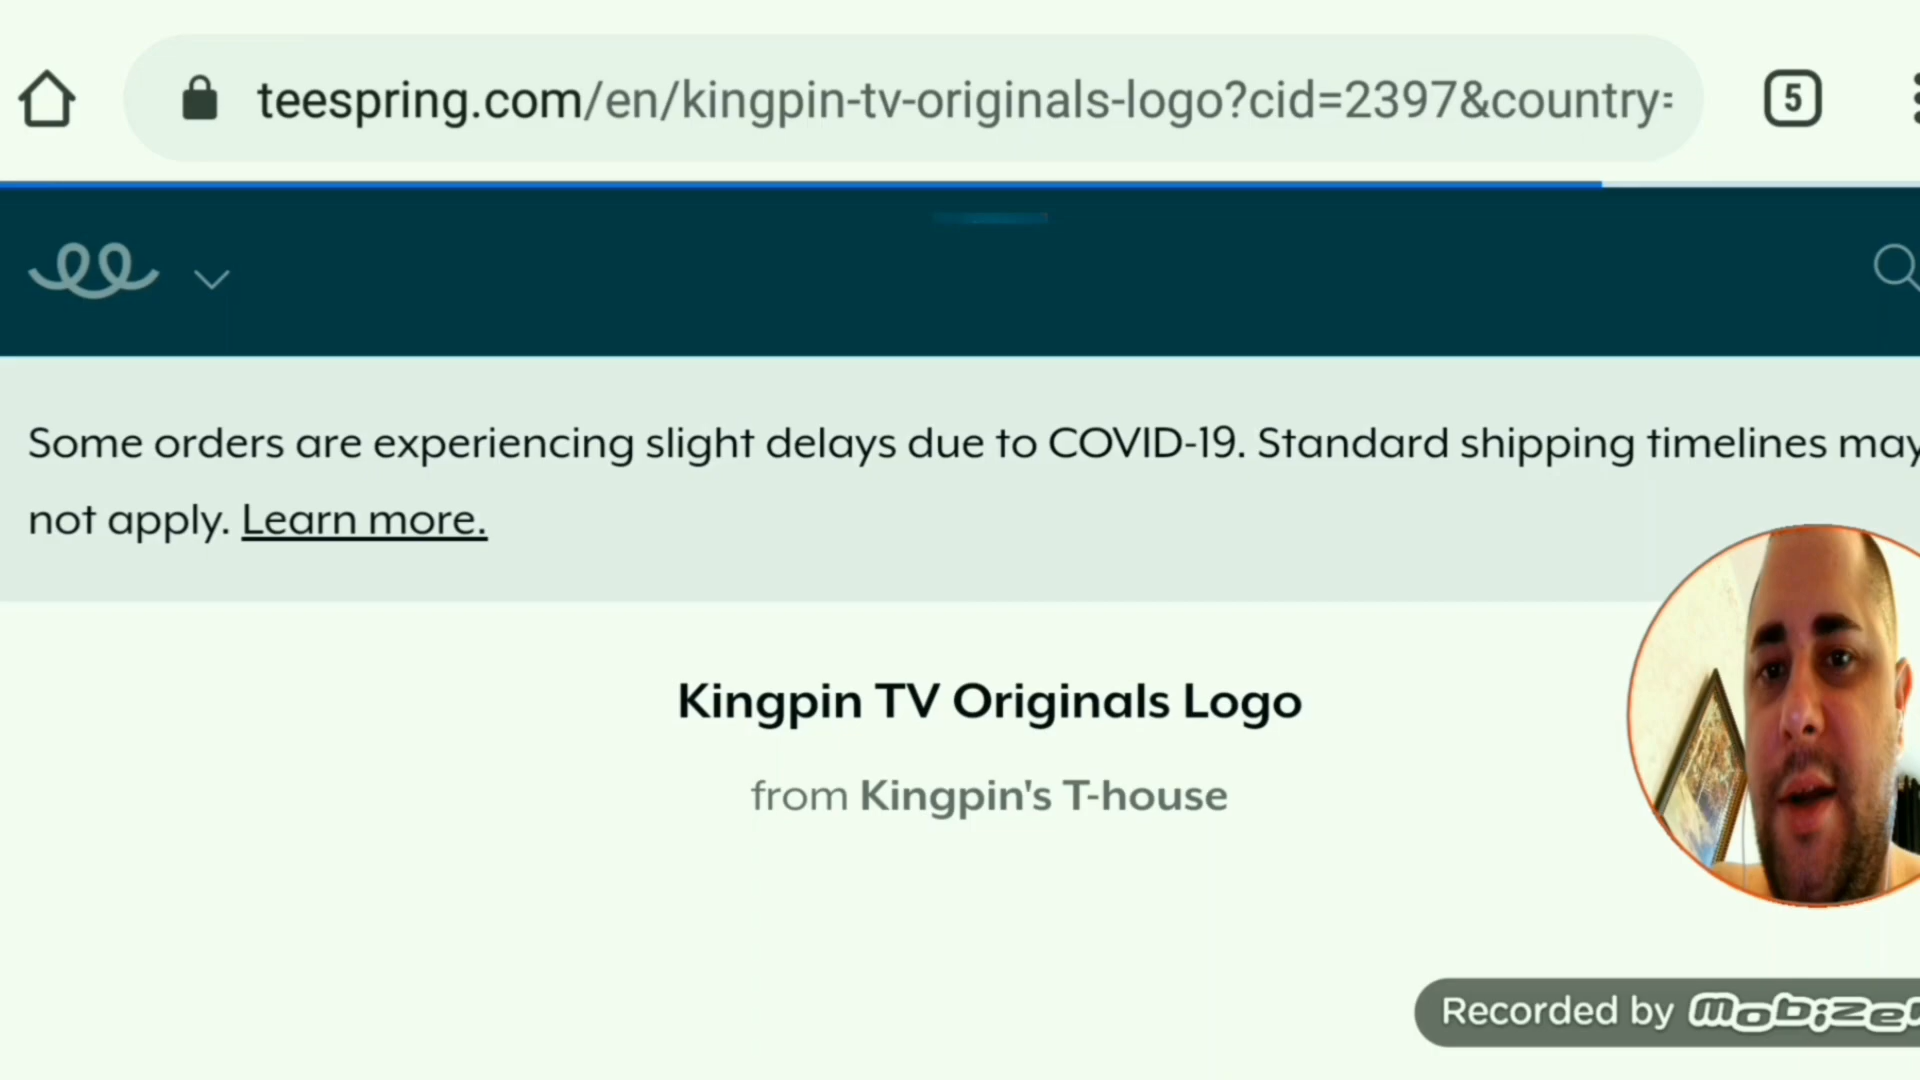 teespring.com/en/kingpin-tv-originals-logo?cid=2397&country=
5
Some orders are experiencing slight delays due to COVID-19. Standard shipping timelines may
not apply. Learn more.
Kingpin TV Originals Logo
from Kingpin's T-house
Recorded by mobizen